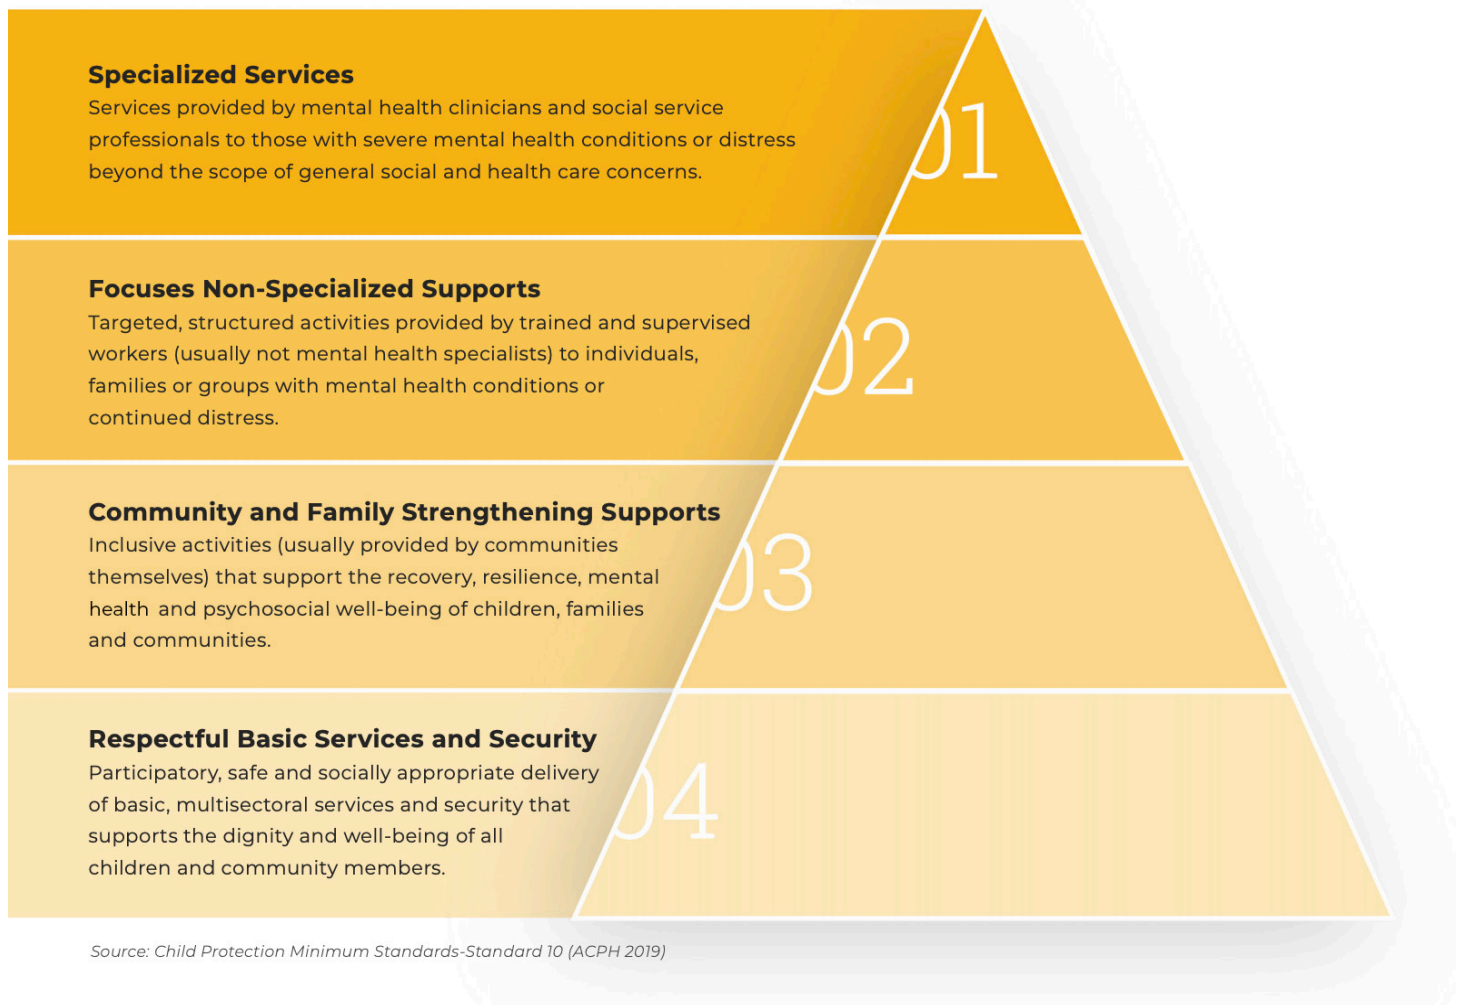 Specialized Services
Services provided by mental health clinicians and social service
professionals to those with severe mental health conditions or distress
beyond the scope of general social and health care concerns.
01
Focuses Non-Specialized Supports
Targeted, structured activities provided by trained and supervised
workers (usually not mental health specialists) to individuals,
families or groups with mental health conditions or
continued distress.
02
Community and Family Strengthening Supports
Inclusive activities (usually provided by communities
themselves) that support the recovery, resilience, mental
health and psychosocial well-being of children, families
and communities.
03
Respectful Basic Services and Security
Participatory, safe and socially appropriate delivery
of basic, multisectoral services and security that
supports the dignity and well-being of all
children and community members.
04
Source: Child Protection Minimum Standards-Standard 10 (ACPH 2019)